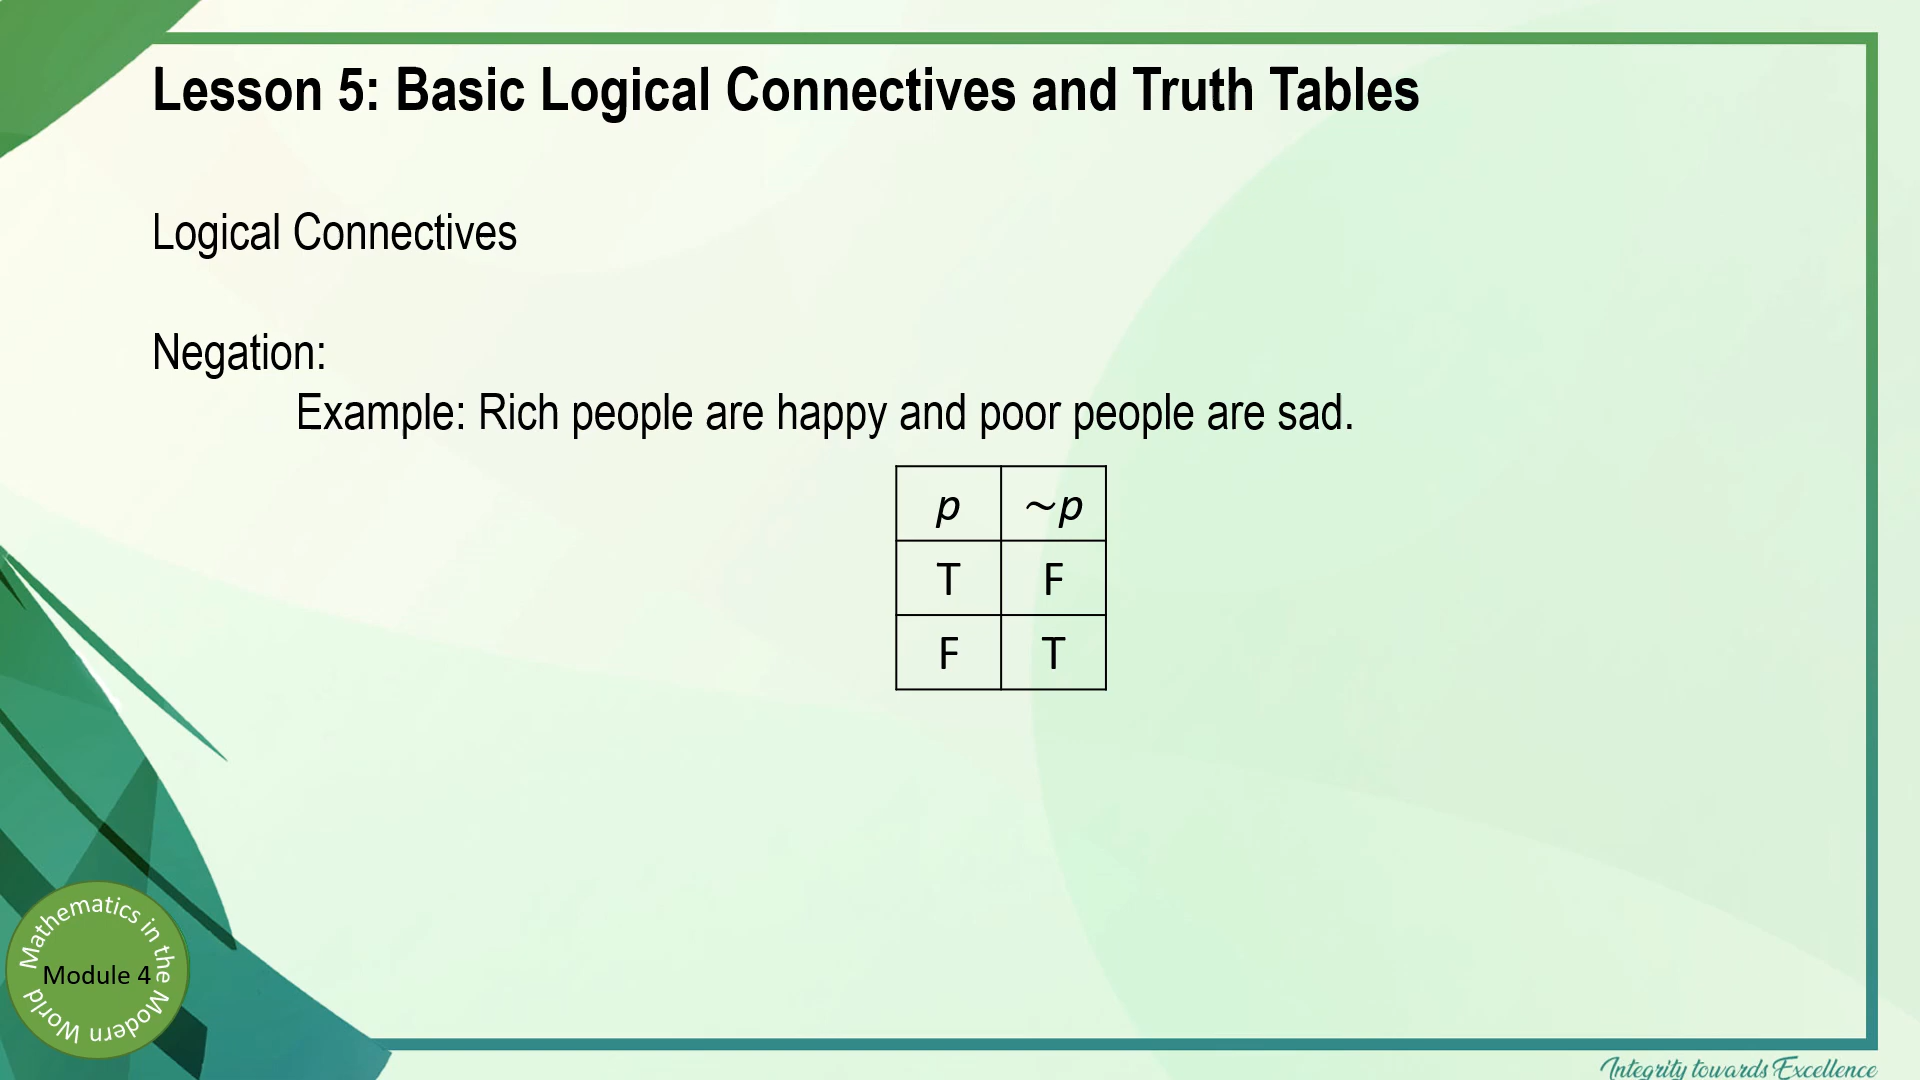 Lesson 5: Basic Logical Connectives and Truth Tables
Logical Connectives
Negation:
Example: Rich people are happy and poor people are sad.
p ~p
T F
F T
Mathematics in the Modern World
Module 4
Integrity towards Excellence